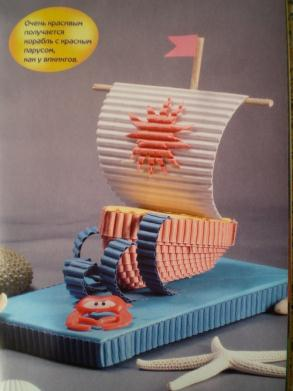 Очень красивым
получается
корабль с красным
парусом,
как у викингов.